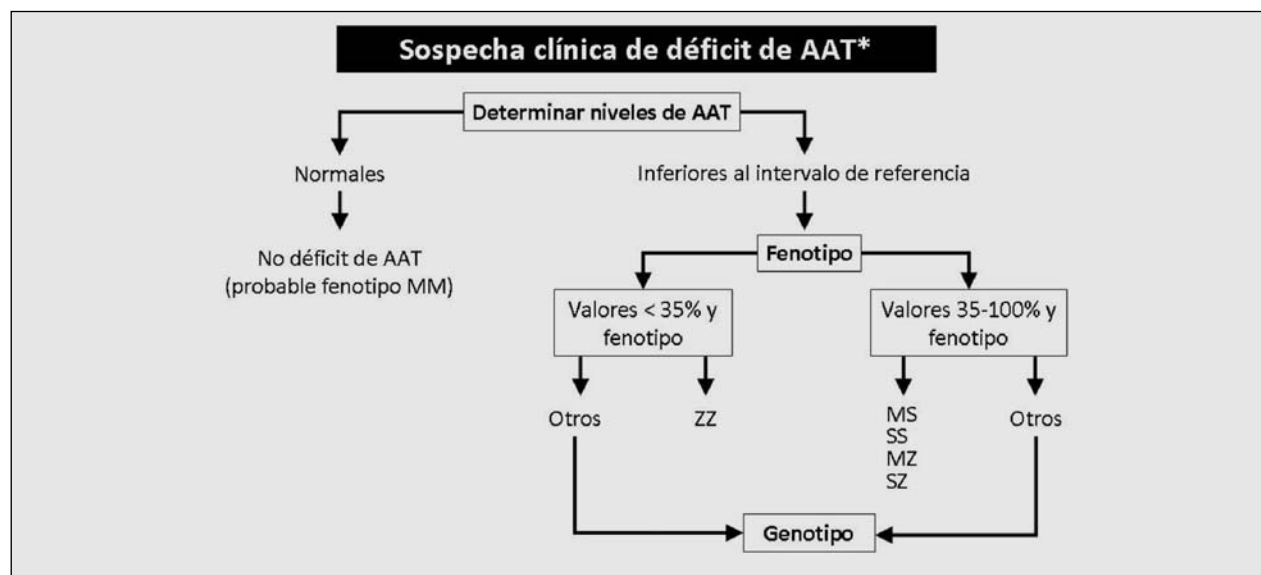 Sospecha clínica de déficit de AAT*
Determinar niveles de AAT
Normales
Inferiores al intervalo de referencia
No déficit de AAT
(probable fenotipo MM)
Fenotipo
Valores < 35% y
fenotipo
Valores 35-100% y
fenotipo
Otros
ZZ
MS
SS
MZ
SZ
Otros
Genotipo